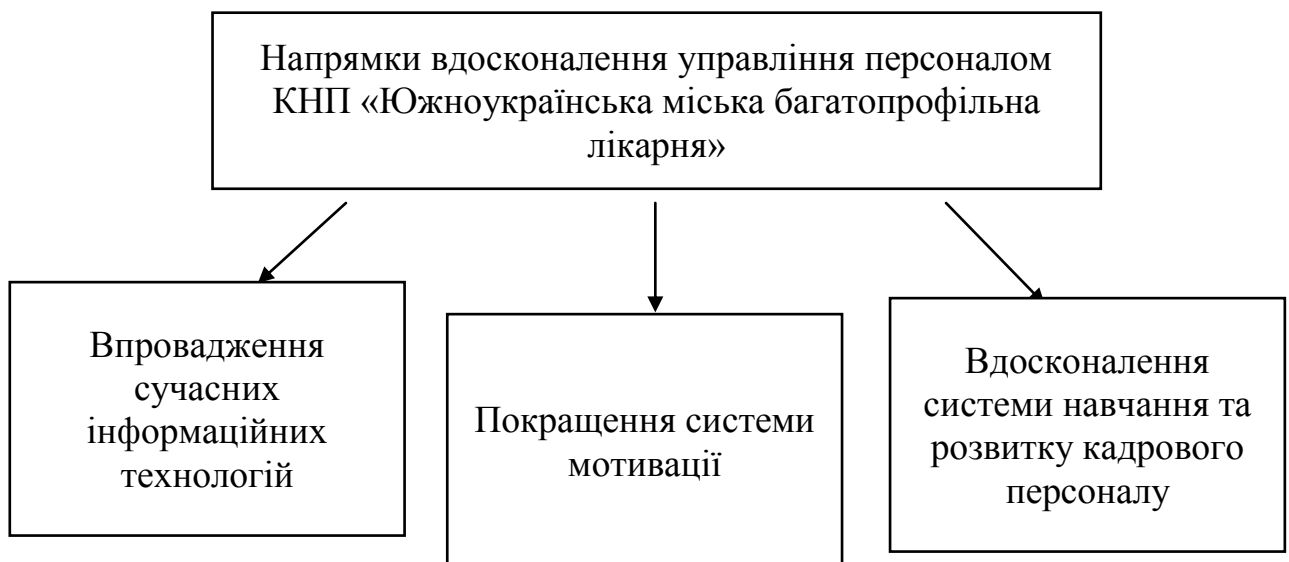 Напрямки вдосконалення управління персоналом
КНП «Южноукраїнська міська багатопрофільна
лікарня»
Впровадження
сучасних
інформаційних
технологій
Покращення системи
мотивації
Вдосконалення
системи навчання та
розвитку кадрового
персоналу